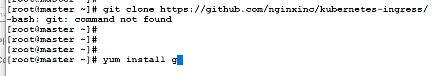 [root@master ~]# git clone https://github.com/nginxinc/kubernetes-ingress/
-bash: git: command not found
[root@master ~]#
[root@master ~]#
[root@master ~]#
[root@master ~]# yum install g